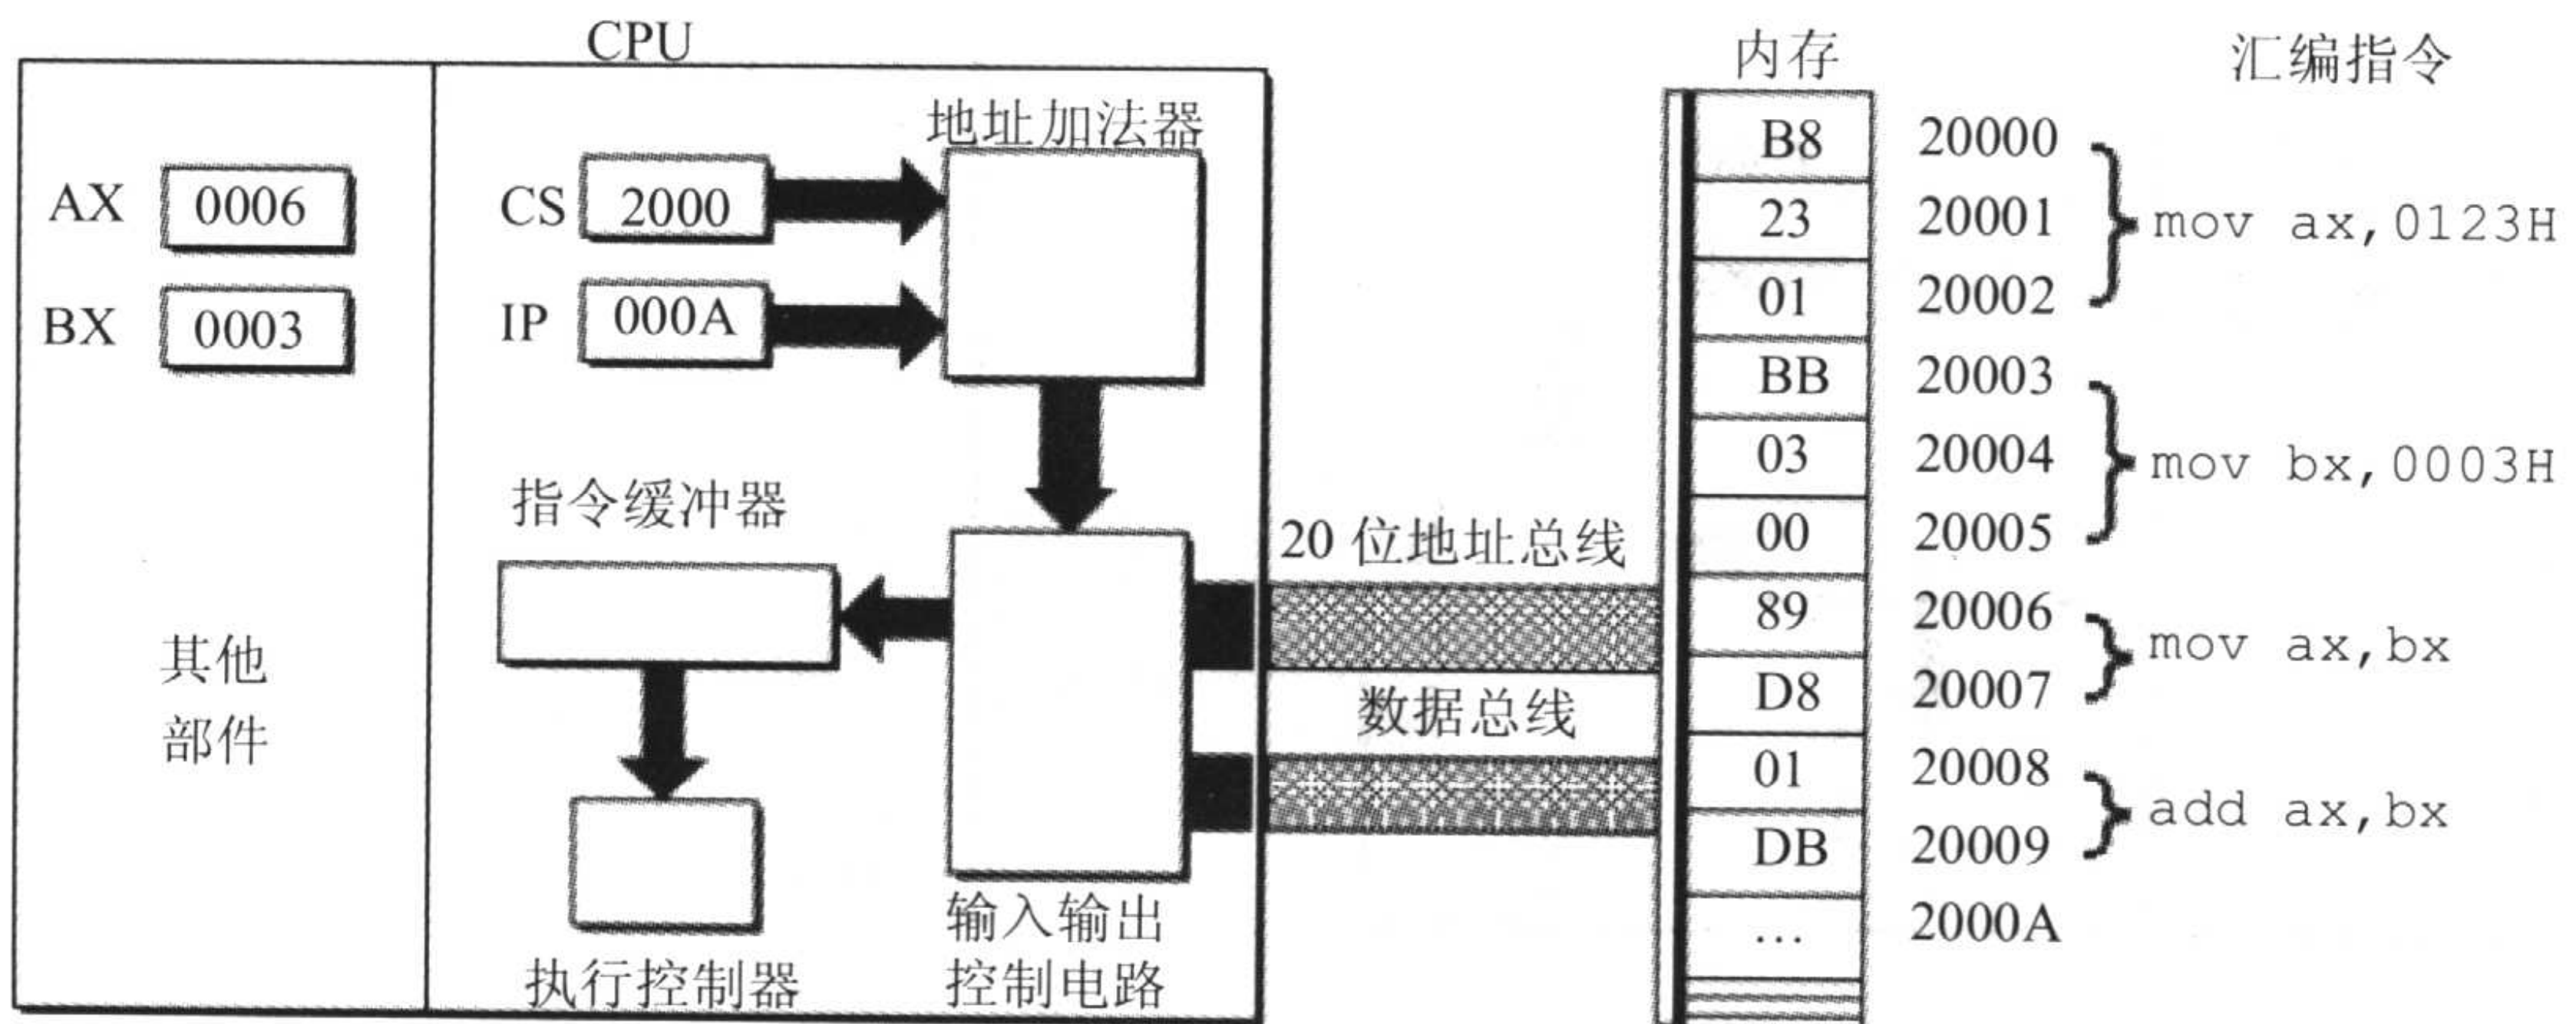 CPU
内存
汇编指令
地址加法器
AX
0006
CS
2000
BX
0003
IP
000A
指令缓冲器
其他
部件
执行控制器
输入输出
控制电路
20 位地址总线
数据总线
B8
20000
23
20001
mov ax,0123H
01
20002
BB
20003
03
20004
mov bx,0003H
00
20005
89
20006
mov ax,bx
D8
20007
01
20008
add ax,bx
DB
20009
…
2000A